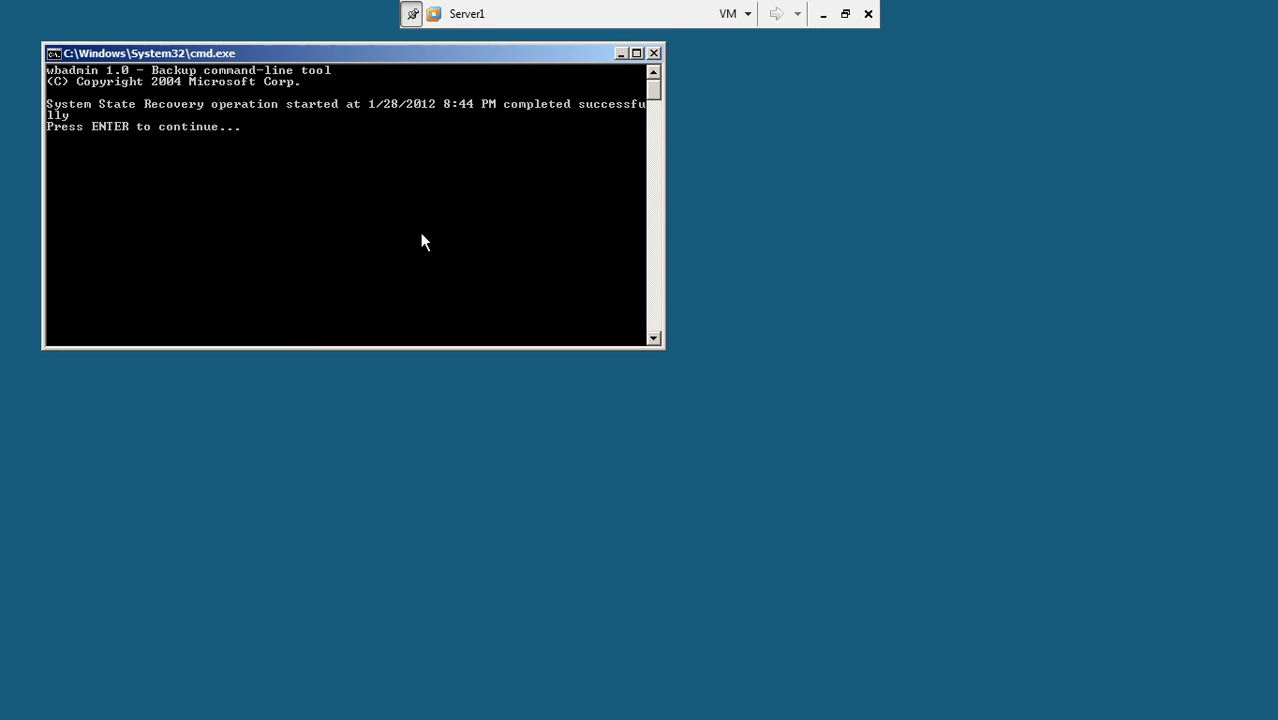 Server1
VM
C:\Windows\System32\cmd.exe
wbadmin 1.0 - Backup command-line tool
(C) Copyright 2004 Microsoft Corp.
System State Recovery operation started at 1/28/2012 8:44 PM completed successfu
lly
Press ENTER to continue...